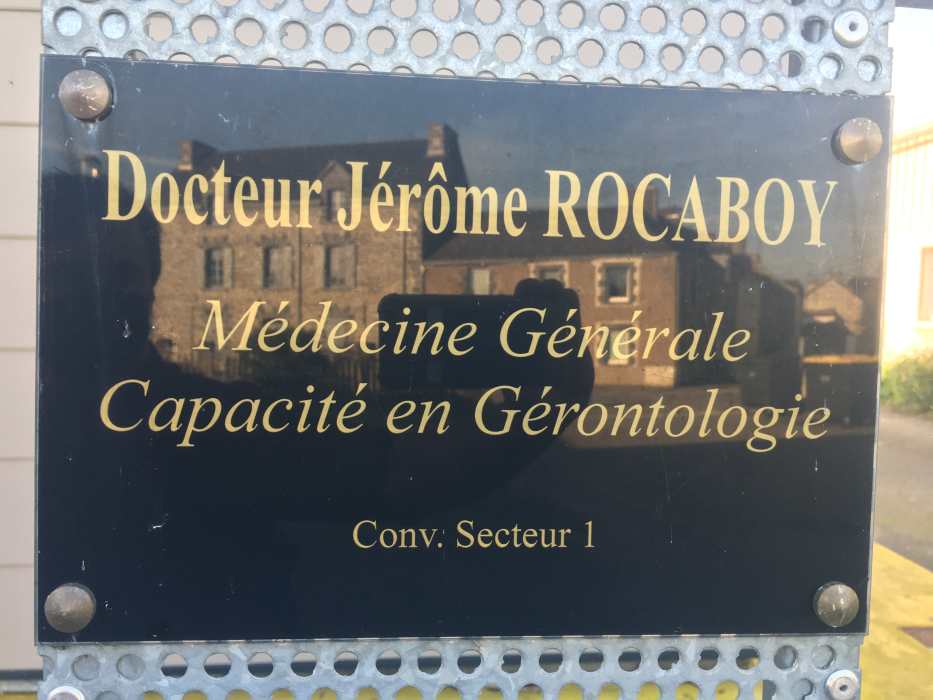 Docteur Jérôme ROCABOY
Médecine Générale
Capacité en Gérontologie
Conv. Secteur 1